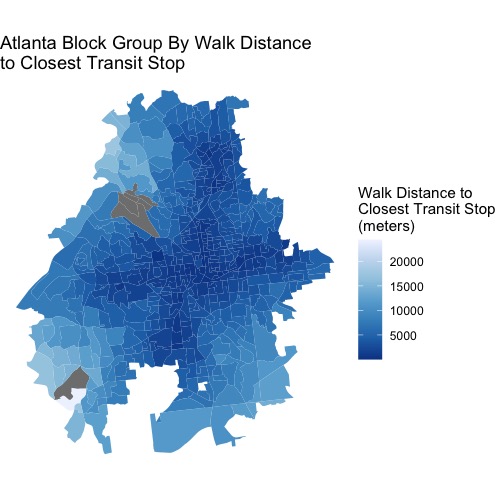 Atlanta Block Group By Walk Distance
to Closest Transit Stop
Walk Distance to
Closest Transit Stop
(meters)
20000
15000
10000
5000